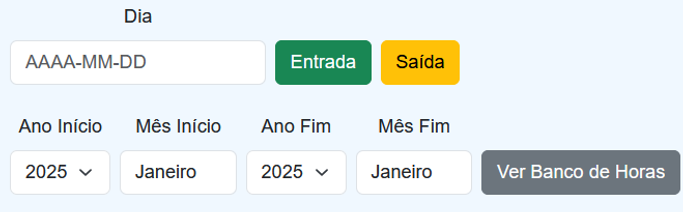 Dia
AAAA-MM-DD Entrada Saída
Ano Início Mês Início Ano Fim Mês Fim
2025 Janeiro 2025 Janeiro Ver Banco de Horas